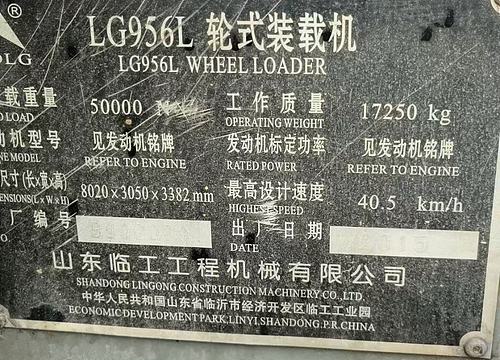 ®
LG956L 轮式装载机
DLG
LG956L WHEEL LOADER
载重量 50000 工作质量 17250 kg
D LOAD OPERATING WEIGHT
动机型号 见发动机铭牌 发动机标定功率 见发动机铭牌
NE MODEL REFER TO ENGINE RATED POWER REFER TO ENGINE
尺寸(长x宽x高) 8020 x 3050 x 3382 mm 最高设计速度 40.5 km/h
ENSIONS(L x W x H) HIGHEST SPEED
厂编号 出厂日期
NO DATE
山东临工工程机械有限公司
SHANDONG LINGONG CONSTRUCTION MACHINERY CO., LTD.
中华人民共和国山东省临沂市经济开发区临工工业园
ECONOMIC DEVELOPMENT PARK, LINYI, SHANDONG. P.R.CHINA